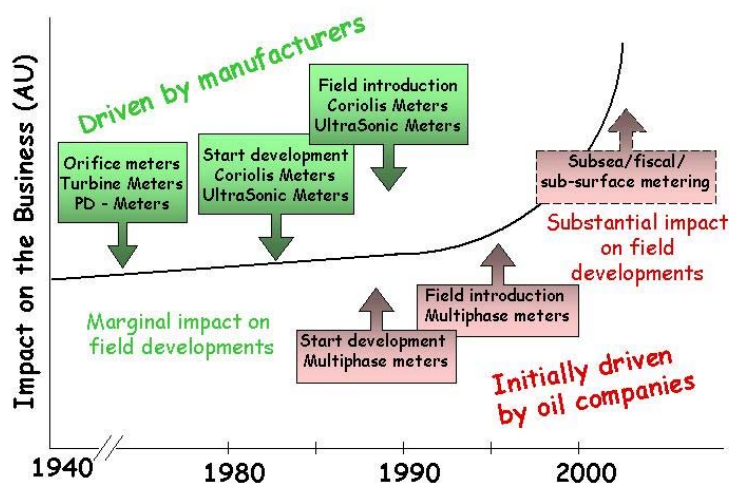 Impact on the Business (AU)
Driven by manufacturers
Orifice meters
Turbine Meters
PD - Meters
Start development
Coriolis Meters
UltraSonic Meters
Field introduction
Coriolis Meters
UltraSonic Meters
Subsea/fiscal/
sub-surface metering
Substantial impact
on field
developments
Marginal impact on
field developments
Start development
Multiphase meters
Field introduction
Multiphase meters
Initially driven
by oil companies
1940
1980
1990
2000